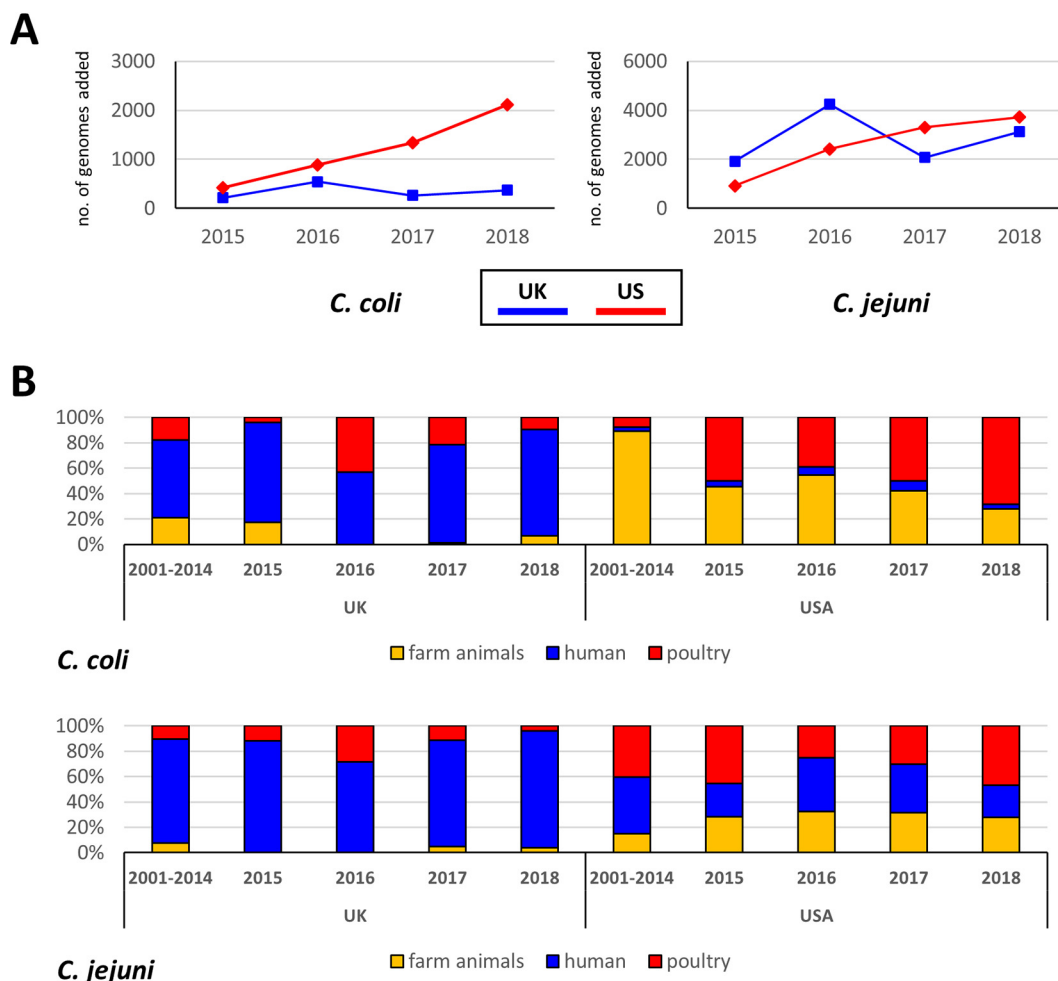 A
no. of genomes added
3000
2000
1000
0
2015 2016 2017 2018
C. coli
no. of genomes added
6000
4000
2000
0
2015 2016 2017 2018
C. jejuni
UK US
B
100%
80%
60%
40%
20%
0%
2001-2014 2015 2016 2017 2018 2001-2014 2015 2016 2017 2018
UK USA
C. coli
farm animals human poultry
100%
80%
60%
40%
20%
0%
2001-2014 2015 2016 2017 2018 2001-2014 2015 2016 2017 2018
UK USA
C. jejuni
farm animals human poultry